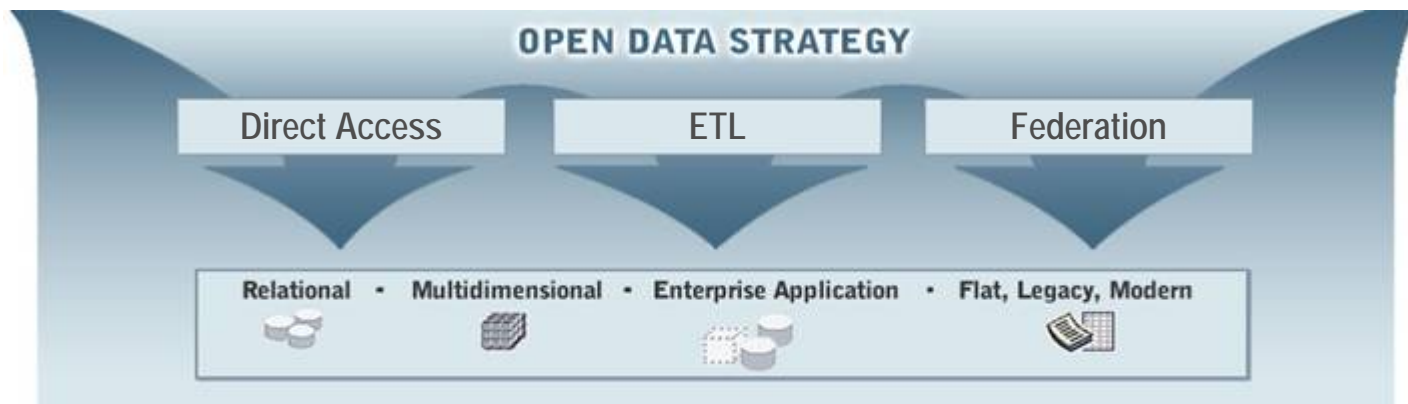 OPEN DATA STRATEGY
Direct Access ETL Federation
Relational • Multidimensional • Enterprise Application • Flat, Legacy, Modern